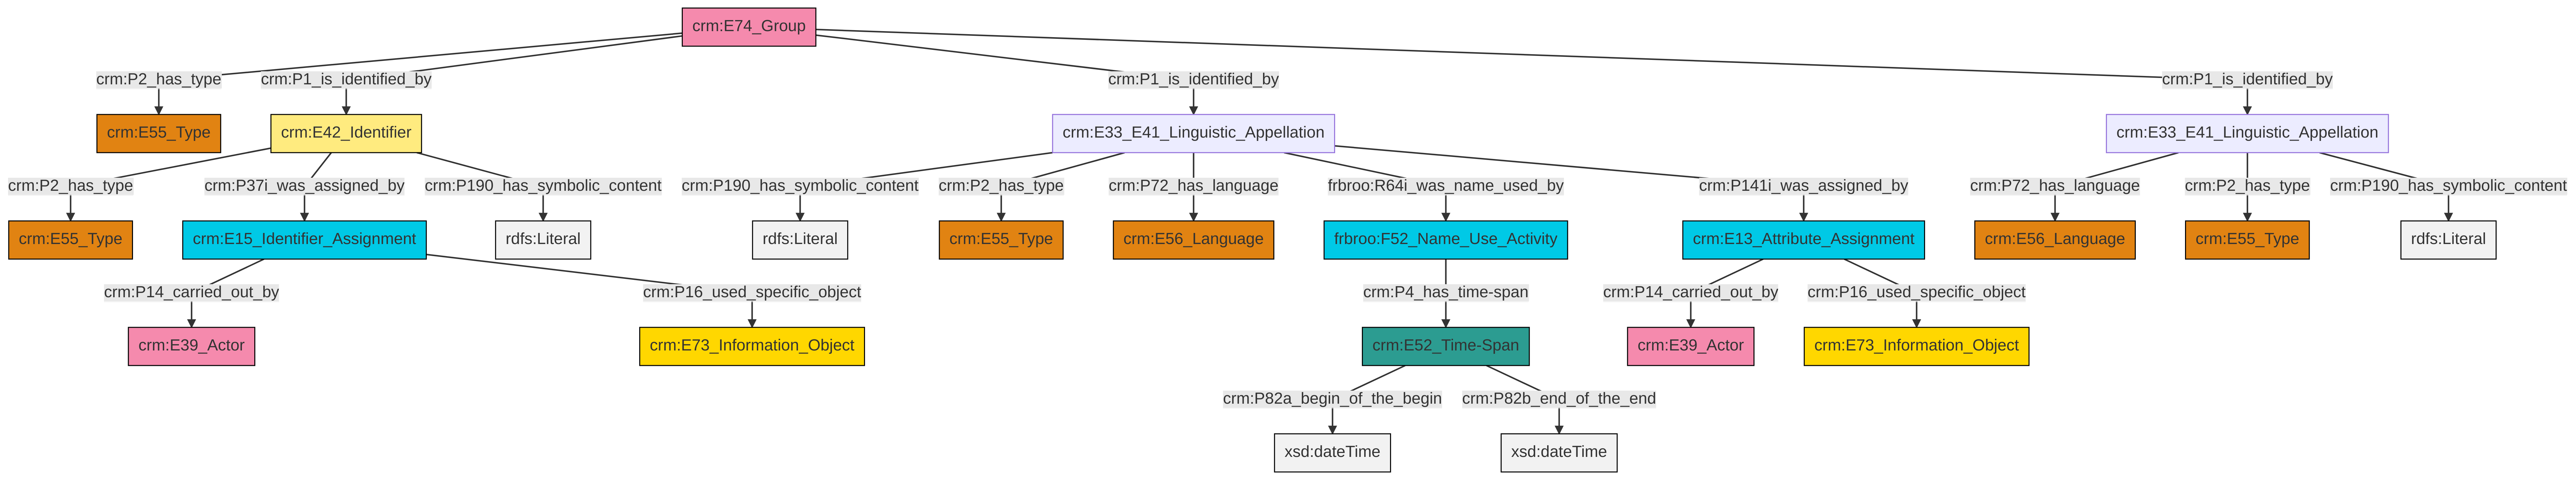 crm:E74_Group
crm:P2_has_type
crm:P1_is_identified_by
crm:P1_is_identified_by
crm:P1_is_identified_by
crm:E55_Type
crm:E42_Identifier
crm:E33_E41_Linguistic_Appellation
crm:E33_E41_Linguistic_Appellation
crm:P2_has_type
crm:P37i_was_assigned_by
crm:P190_has_symbolic_content
crm:P190_has_symbolic_content
crm:P2_has_type
crm:P72_has_language
frbroo:R64i_was_name_used_by
crm:P141i_was_assigned_by
crm:P72_has_language
crm:P2_has_type
crm:P190_has_symbolic_content
crm:E55_Type
crm:E15_Identifier_Assignment
rdfs:Literal
rdfs:Literal
crm:E55_Type
crm:E56_Language
frbroo:F52_Name_Use_Activity
crm:E13_Attribute_Assignment
crm:E56_Language
crm:E55_Type
rdfs:Literal
crm:P14_carried_out_by
crm:P16_used_specific_object
crm:P4_has_time-span
crm:P14_carried_out_by
crm:P16_used_specific_object
crm:E39_Actor
crm:E73_Information_Object
crm:E52_Time-Span
crm:E39_Actor
crm:E73_Information_Object
crm:P82a_begin_of_the_begin
crm:P82b_end_of_the_end
xsd:dateTime
xsd:dateTime